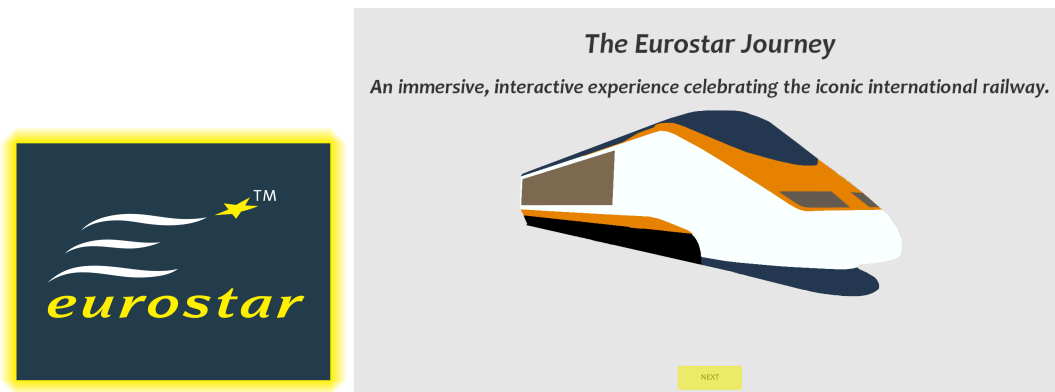 The Eurostar Journey
An immersive, interactive experience celebrating the iconic international railway.
TM
eurostar
NEXT